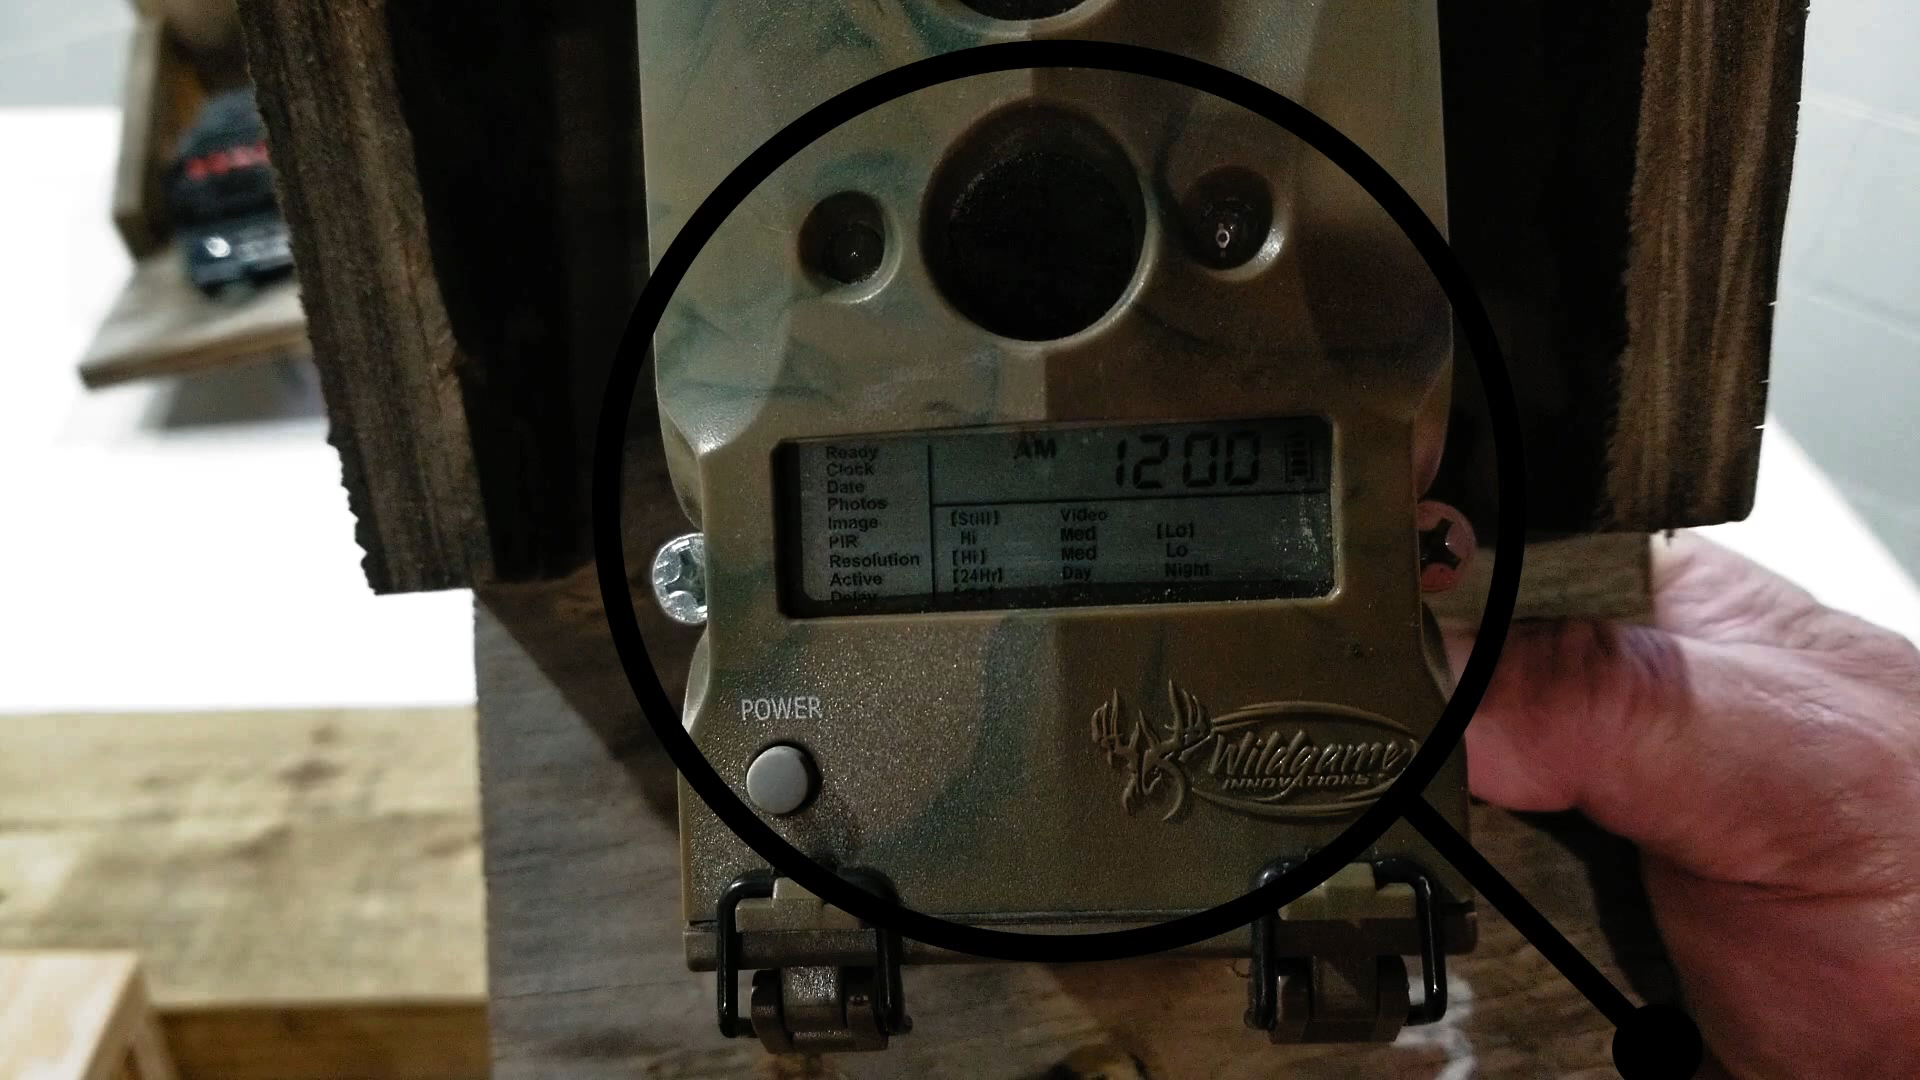 AM 12:00
Ready
Clock
Date
Photos
Image [Still] Video
PIR Hi Med [Lo]
Resolution [Hi] Med Lo
Active [24Hr] Day Night
Delay
POWER
Wildgame
INNOVATIONS